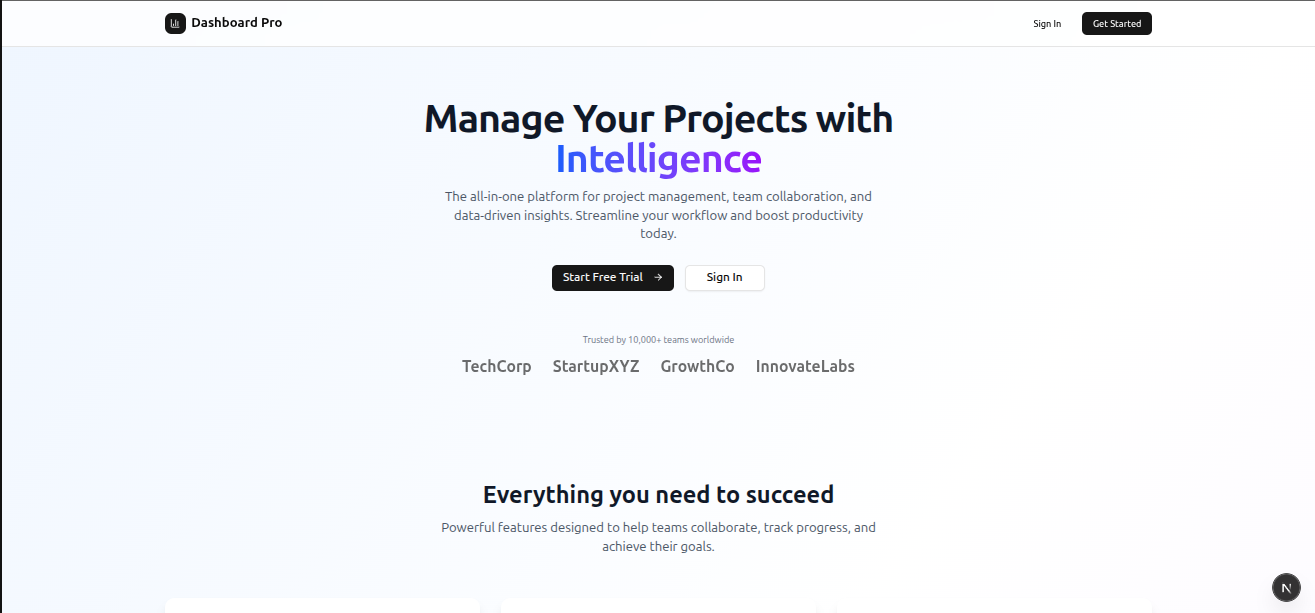 Dashboard Pro
Sign In
Get Started
Manage Your Projects with
Intelligence
The all-in-one platform for project management, team collaboration, and
data-driven insights. Streamline your workflow and boost productivity
today.
Start Free Trial →
Sign In
Trusted by 10,000+ teams worldwide
TechCorp StartupXYZ GrowthCo InnovateLabs
Everything you need to succeed
Powerful features designed to help teams collaborate, track progress, and
achieve their goals.
N